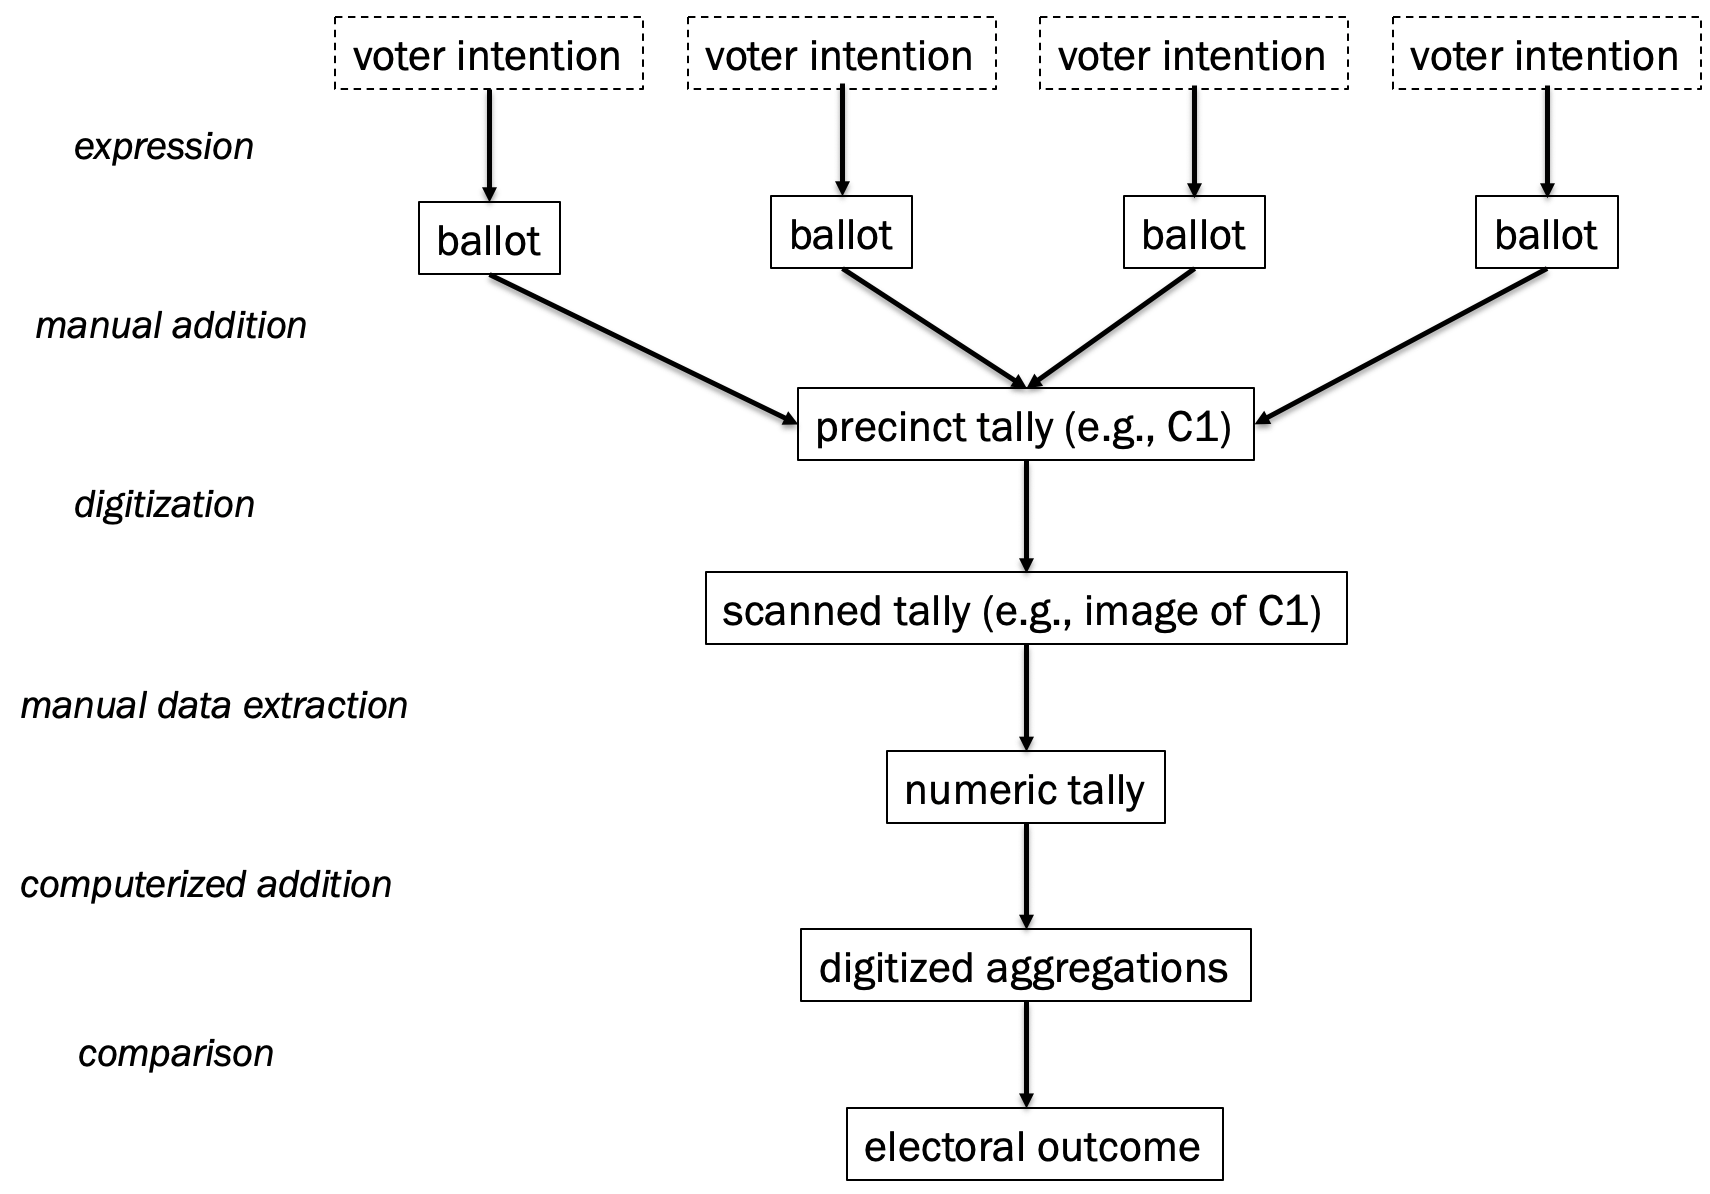 voter intention voter intention voter intention voter intention
expression
ballot ballot ballot ballot
manual addition
precinct tally (e.g., C1)
digitization
scanned tally (e.g., image of C1)
manual data extraction
numeric tally
computerized addition
digitized aggregations
comparison
electoral outcome